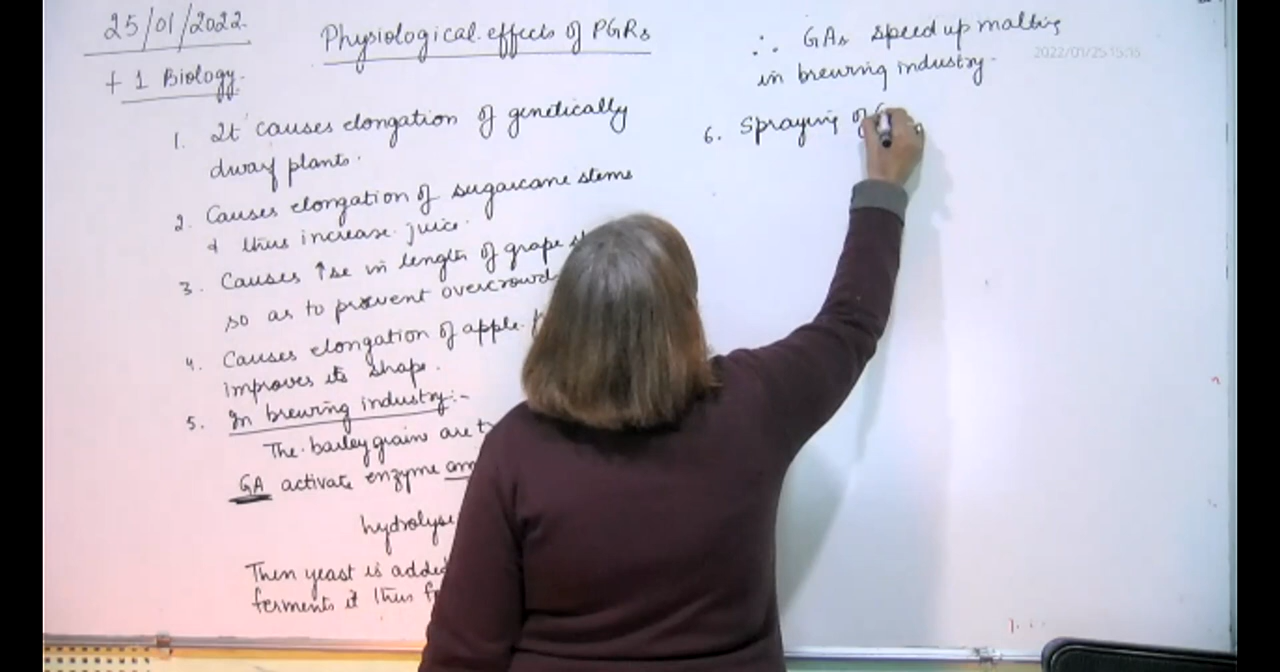 25/01/2022
+ 1 Biology.
Physiological effects of PGRs
1. It causes elongation of genetically
dwarf plants.
2. Causes elongation of sugarcane stems
& thus increase juice.
3. Causes ↑se in length of grape
so as to prevent
4. Causes elongation of apple
improves its shape.
5. In brewing industry:-
The barley grains are
GA activate enzyme
hydrolyse
Then yeast is added
ferments it thus
∴ GAs speed up malting
in brewing industry.
6. Spraying of
2022/01/25 15:15